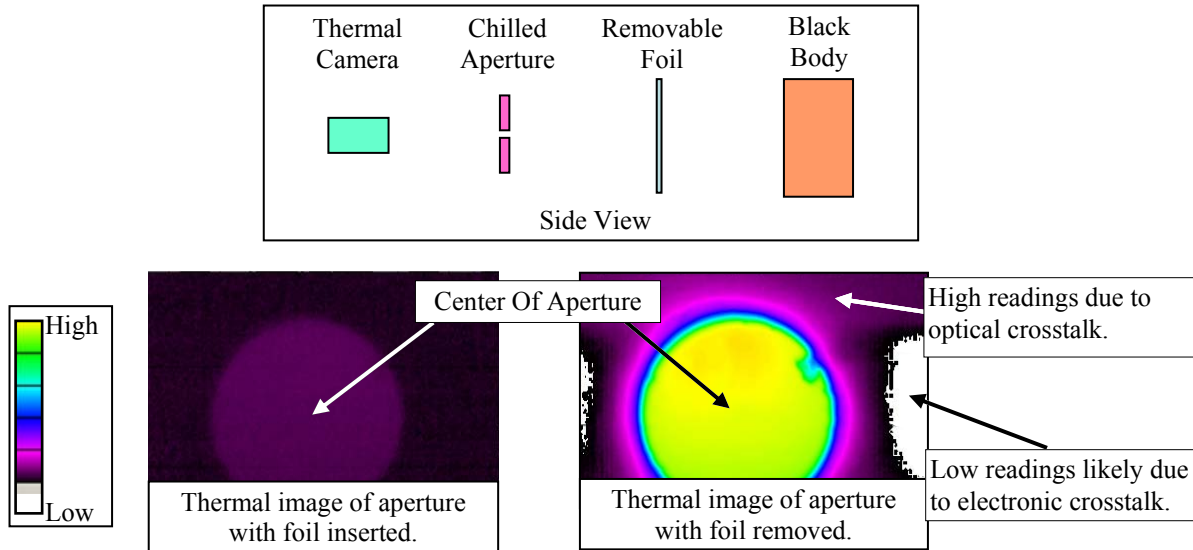 Thermal
Camera
Chilled
Aperture
Removable
Foil
Black
Body
Side View
High
Low
Center Of Aperture
Thermal image of aperture
with foil inserted.
Thermal image of aperture
with foil removed.
High readings due to
optical crosstalk.
Low readings likely due
to electronic crosstalk.